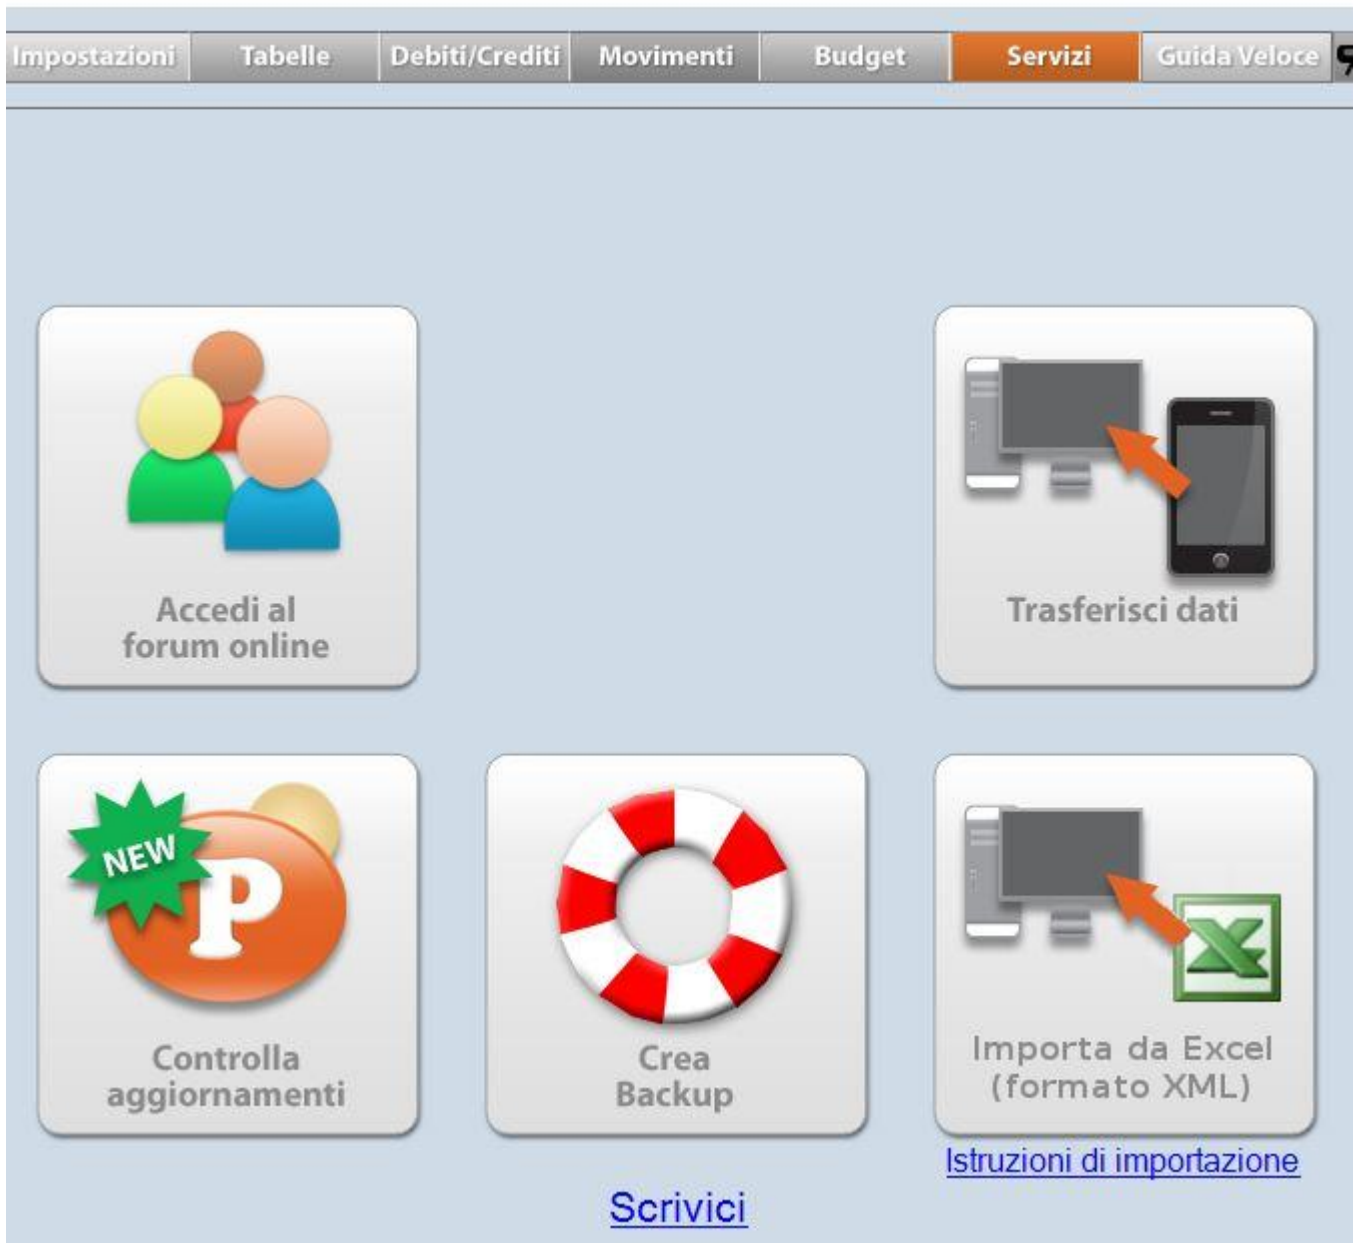 Impostazioni Tabelle Debiti/Crediti Movimenti Budget Servizi Guida Veloce
Accedi al
forum online
Trasferisci dati
NEW
P
Controlla
aggiornamenti
Crea
Backup
Importa da Excel
(formato XML)
Istruzioni di importazione
Scrivici